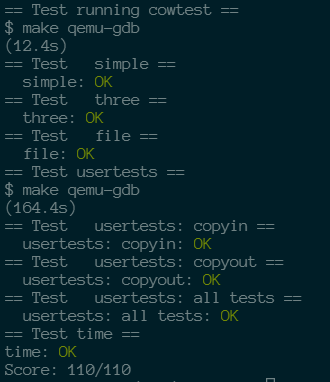 == Test running cowtest ==
$ make qemu-gdb
(12.4s)
== Test   simple ==
  simple: OK
== Test   three ==
  three: OK
== Test   file ==
  file: OK
== Test usertests ==
$ make qemu-gdb
(164.4s)
== Test   usertests: copyin ==
  usertests: copyin: OK
== Test   usertests: copyout ==
  usertests: copyout: OK
== Test   usertests: all tests ==
  usertests: all tests: OK
== Test time ==
time: OK
Score: 110/110